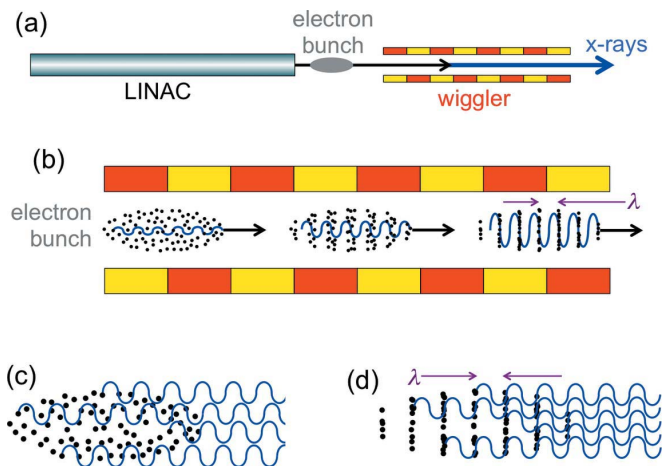 (a)
electron
bunch
x-rays
LINAC
wiggler
(b)
electron
bunch
λ
(c)
(d)
λ